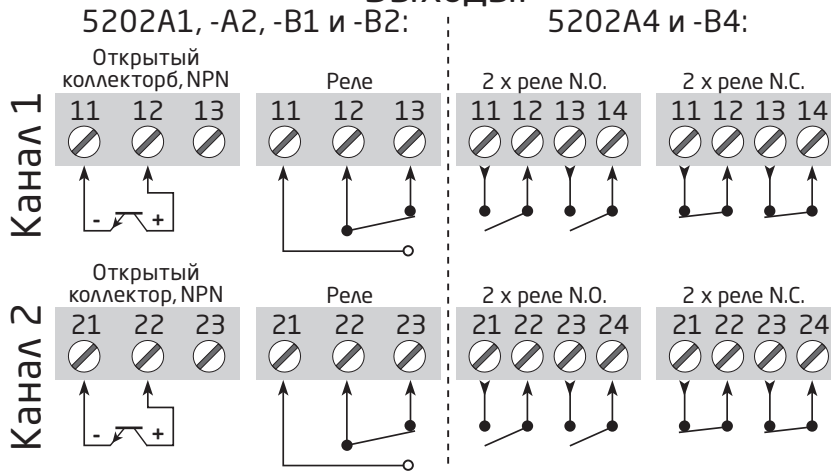 5202A1, -A2, -B1 и -B2:
5202A4 и -B4:
Канал 1
Открытый
коллекторб, NPN
Реле
2 x реле N.O.
2 x реле N.C.
11 12 13
11 12 13
11 12 13 14
11 12 13 14
- +
Канал 2
Открытый
коллектор, NPN
Реле
2 x реле N.O.
2 x реле N.C.
21 22 23
21 22 23
21 22 23 24
21 22 23 24
- +